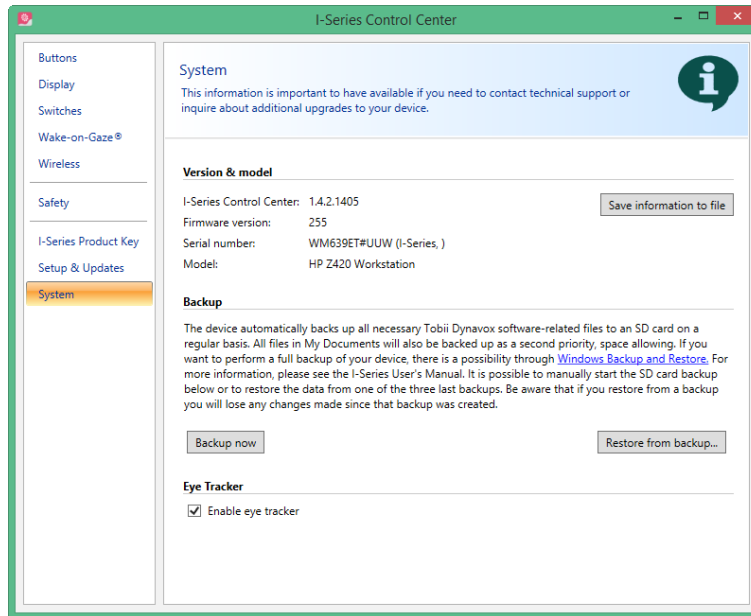 I-Series Control Center
Buttons
Display
Switches
Wake-on-Gaze®
Wireless
Safety
I-Series Product Key
Setup & Updates
System
System
This information is important to have available if you need to contact technical support or
inquire about additional upgrades to your device.
Version & model
I-Series Control Center: 1.4.2.1405
Firmware version: 255
Serial number: WM639ET#UUW (I-Series, )
Model: HP Z420 Workstation
Save information to file
Backup
The device automatically backs up all necessary Tobii Dynavox software-related files to an SD card on a
regular basis. All files in My Documents will also be backed up as a second priority, space allowing. If you
want to perform a full backup of your device, there is a possibility through Windows Backup and Restore. For
more information, please see the I-Series User's Manual. It is possible to manually start the SD card backup
below or to restore the data from one of the three last backups. Be aware that if you restore from a backup
you will lose any changes made since that backup was created.
Backup now
Restore from backup...
Eye Tracker
Enable eye tracker